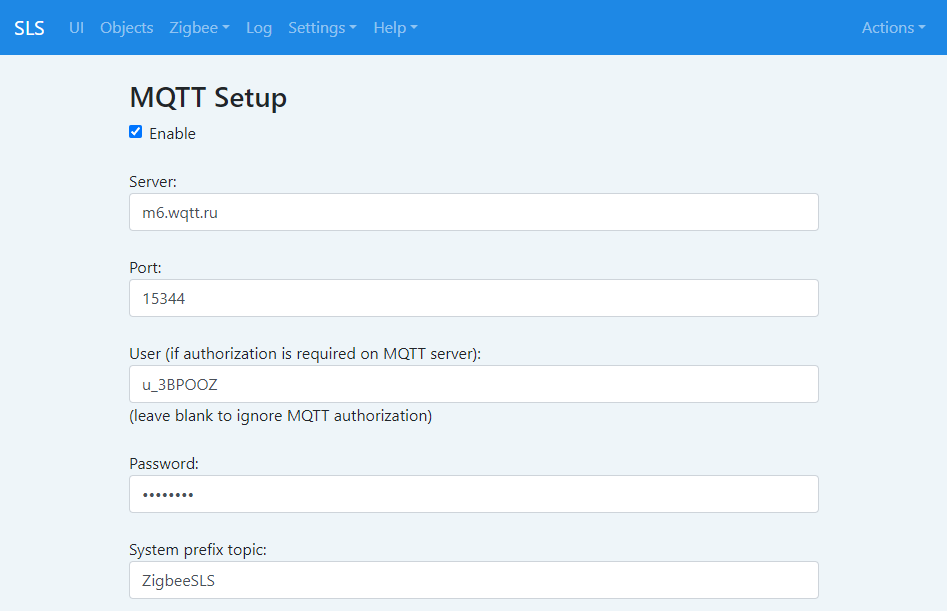 SLS UI Objects Zigbee Log Settings Help Actions
MQTT Setup
Enable
Server:
m6.wqtt.ru
Port:
15344
User (if authorization is required on MQTT server):
u_3BPOOZ
(leave blank to ignore MQTT authorization)
Password:
••••••••
System prefix topic:
ZigbeeSLS